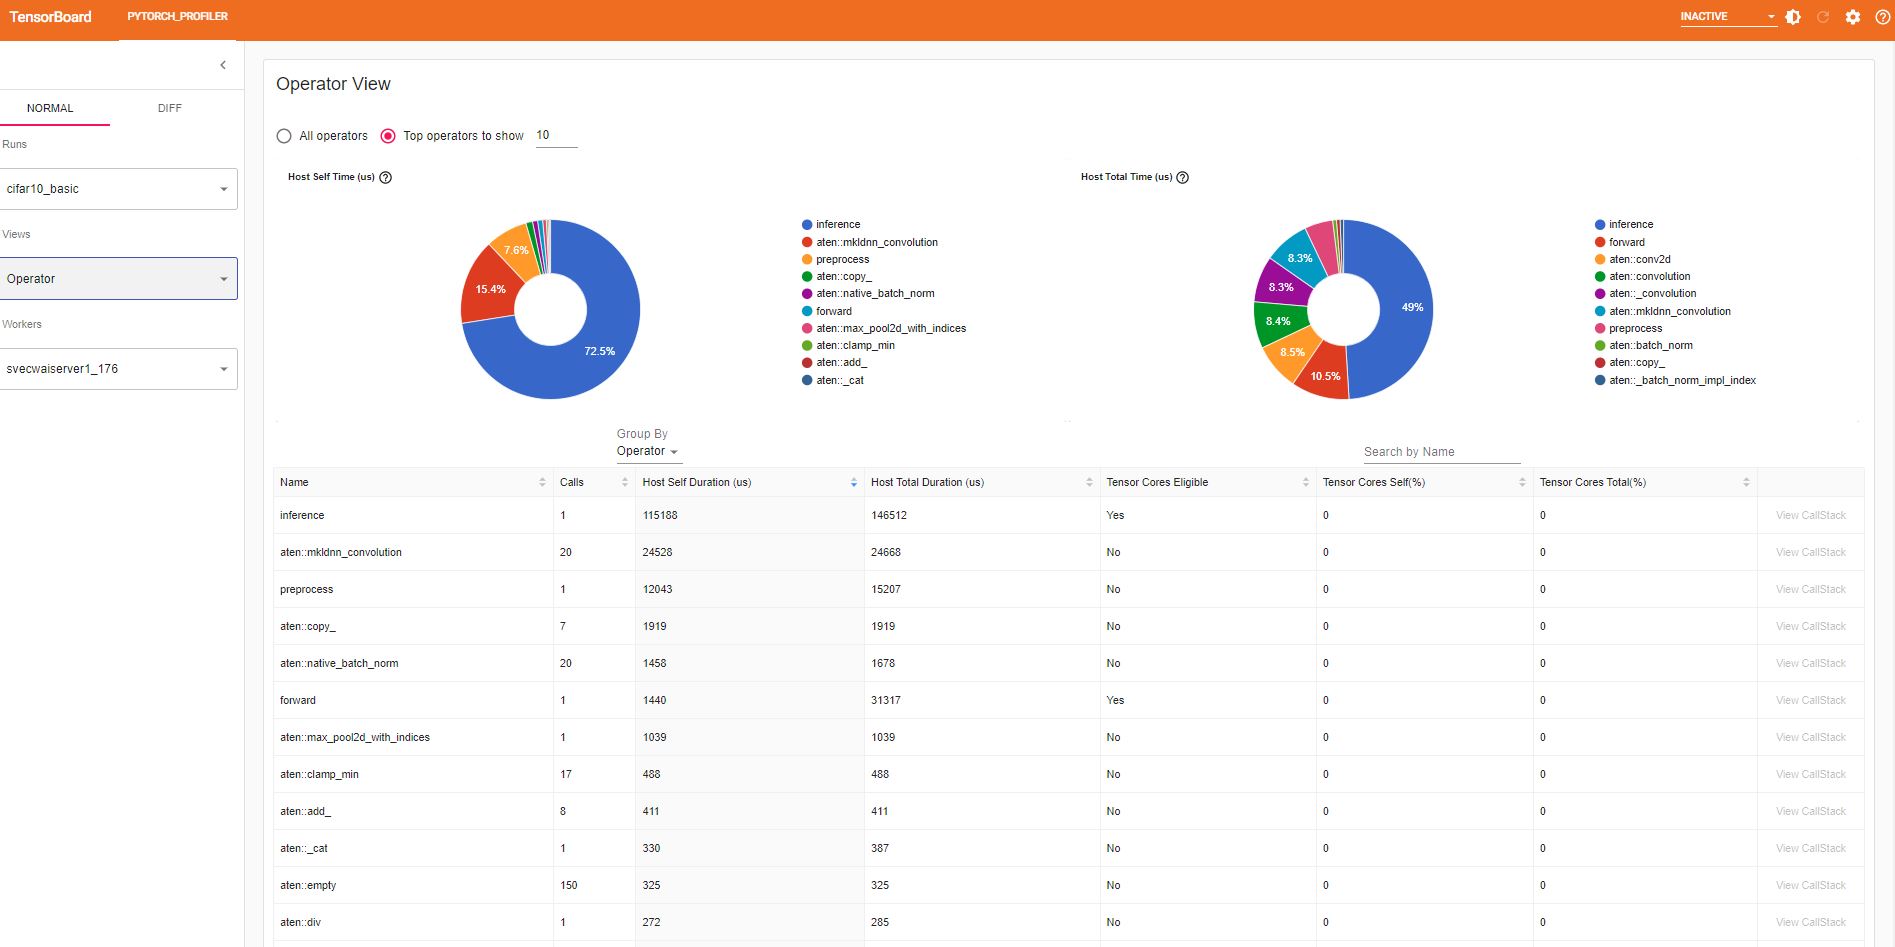 TensorBoard PYTORCH_PROFILER INACTIVE
NORMAL DIFF
Runs
cifar10_basic
Views
Operator
Workers
svecwaiserver1_176
Operator View
All operators Top operators to show 10
Host Self Time (us)
72.5%
15.4%
7.6%
inference
aten::mkldnn_convolution
preprocess
aten::copy_
aten::native_batch_norm
forward
aten::max_pool2d_with_indices
aten::clamp_min
aten::add_
aten::_cat
Host Total Time (us)
49%
10.5%
8.5%
8.4%
8.3%
8.3%
inference
forward
aten::conv2d
aten::convolution
aten::_convolution
aten::mkldnn_convolution
preprocess
aten::batch_norm
aten::copy_
aten::_batch_norm_impl_index
Group By
Operator
Search by Name
Name Calls Host Self Duration (us) Host Total Duration (us) Tensor Cores Eligible Tensor Cores Self(%) Tensor Cores Total(%)
inference 1 115188 146512 Yes 0 0 View CallStack
aten::mkldnn_convolution 20 24528 24668 No 0 0 View CallStack
preprocess 1 12043 15207 No 0 0 View CallStack
aten::copy_ 7 1919 1919 No 0 0 View CallStack
aten::native_batch_norm 20 1458 1678 No 0 0 View CallStack
forward 1 1440 31317 Yes 0 0 View CallStack
aten::max_pool2d_with_indices 1 1039 1039 No 0 0 View CallStack
aten::clamp_min 17 488 488 No 0 0 View CallStack
aten::add_ 8 411 411 No 0 0 View CallStack
aten::_cat 1 330 387 No 0 0 View CallStack
aten::empty 150 325 325 No 0 0 View CallStack
aten::div 1 272 285 No 0 0 View CallStack